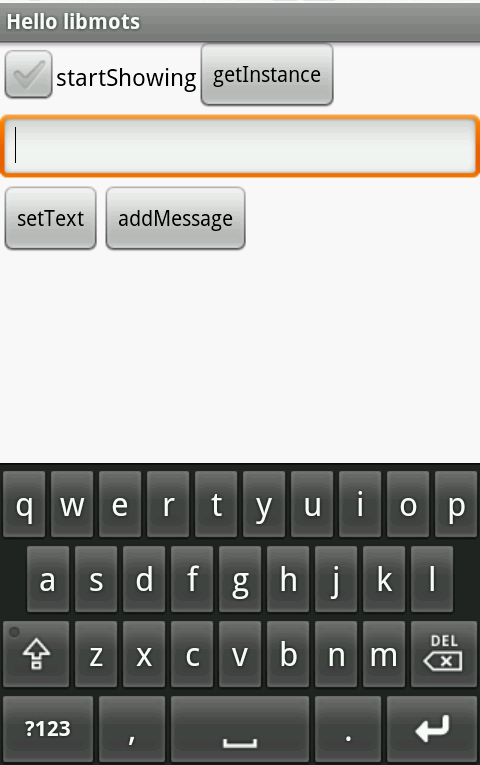 Hello libmots
startShowing getInstance
setText addMessage
q w e r t y u i o p
a s d f g h j k l
z x c v b n m DEL
?123 , .